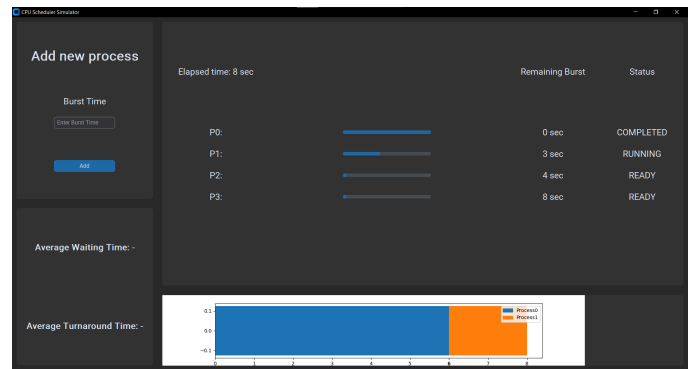 CPU Scheduler Simulator
Add new process
Burst Time
Enter Burst Time
Add
Average Waiting Time: -
Average Turnaround Time: -
Elapsed time: 8 sec Remaining Burst Status
P0: 0 sec COMPLETED
P1: 3 sec RUNNING
P2: 4 sec READY
P3: 8 sec READY
0.1
0.0
−0.1
0 1 2 3 4 5 6 7 8
Process0
Process1